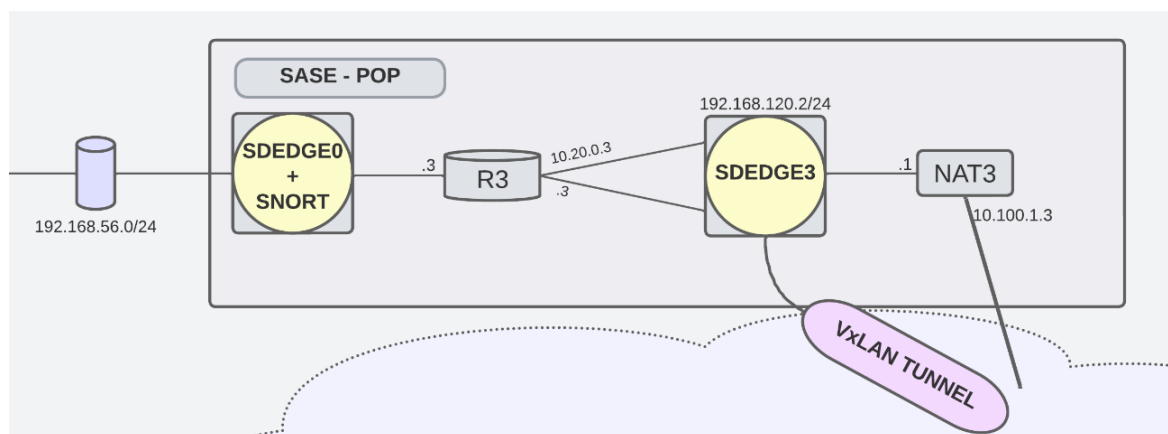 SASE - POP
192.168.120.2/24
SDEDGE0
+
SNORT
.3
R3
10.20.0.3
.3
SDEDGE3
.1
NAT3
192.168.56.0/24
10.100.1.3
VxLAN TUNNEL